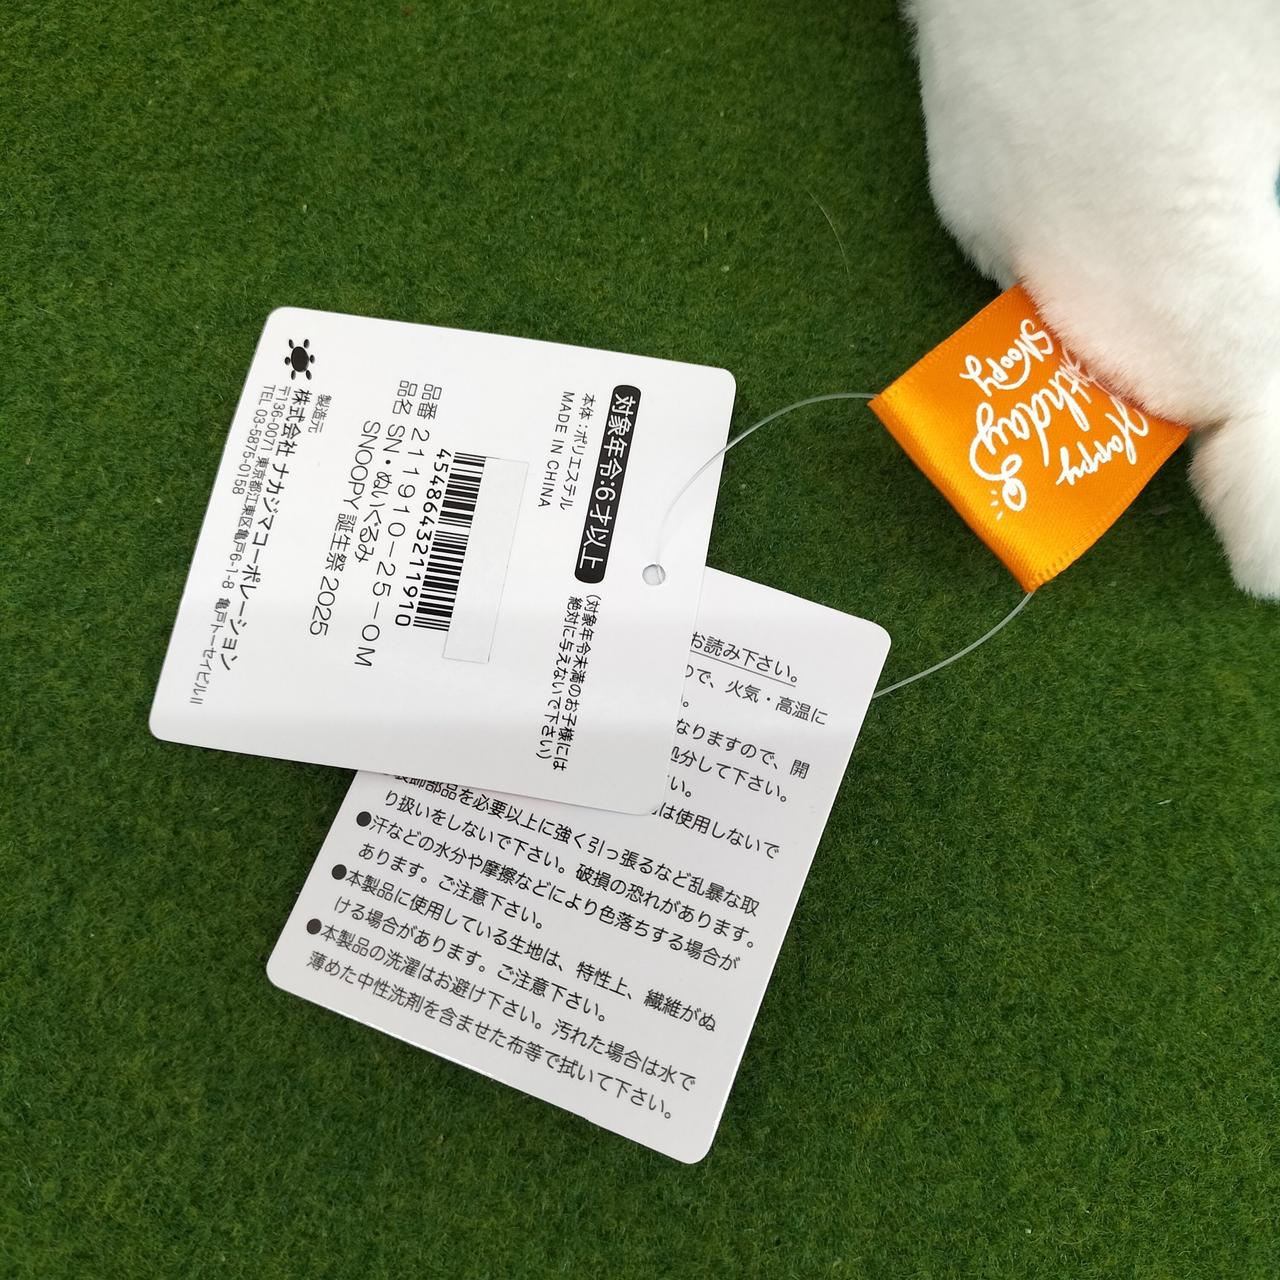 対象年令:6才以上
(対象年令未満のお子様には
絶対に与えないで下さい)
本体:ポリエステル
MADE IN CHINA
4548643211910
品番 211910-25-OM
品名 SN・ぬいぐるみ
SNOOPY 誕生祭 2025
製造元
株式会社 ナカジマコーポレーション
〒136-0071 東京都江東区亀戸6-1-8 亀戸トーセイビルII
TEL 03-5875-0158
お読み下さい。
ので、火気・高温に
。
なりますので、開
処分して下さい。
い。
は使用しないで
装飾部品を必要以上に強く引っ張るなど乱暴な取
り扱いをしないで下さい。破損の恐れがあります。
●汗などの水分や摩擦などにより色落ちする場合が
あります。ご注意下さい。
●本製品に使用している生地は、特性上、繊維がぬ
ける場合があります。ご注意下さい。
●本製品の洗濯はお避け下さい。汚れた場合は水で
薄めた中性洗剤を含ませた布等で拭いて下さい。
Happy
Birthday
SNOOPY